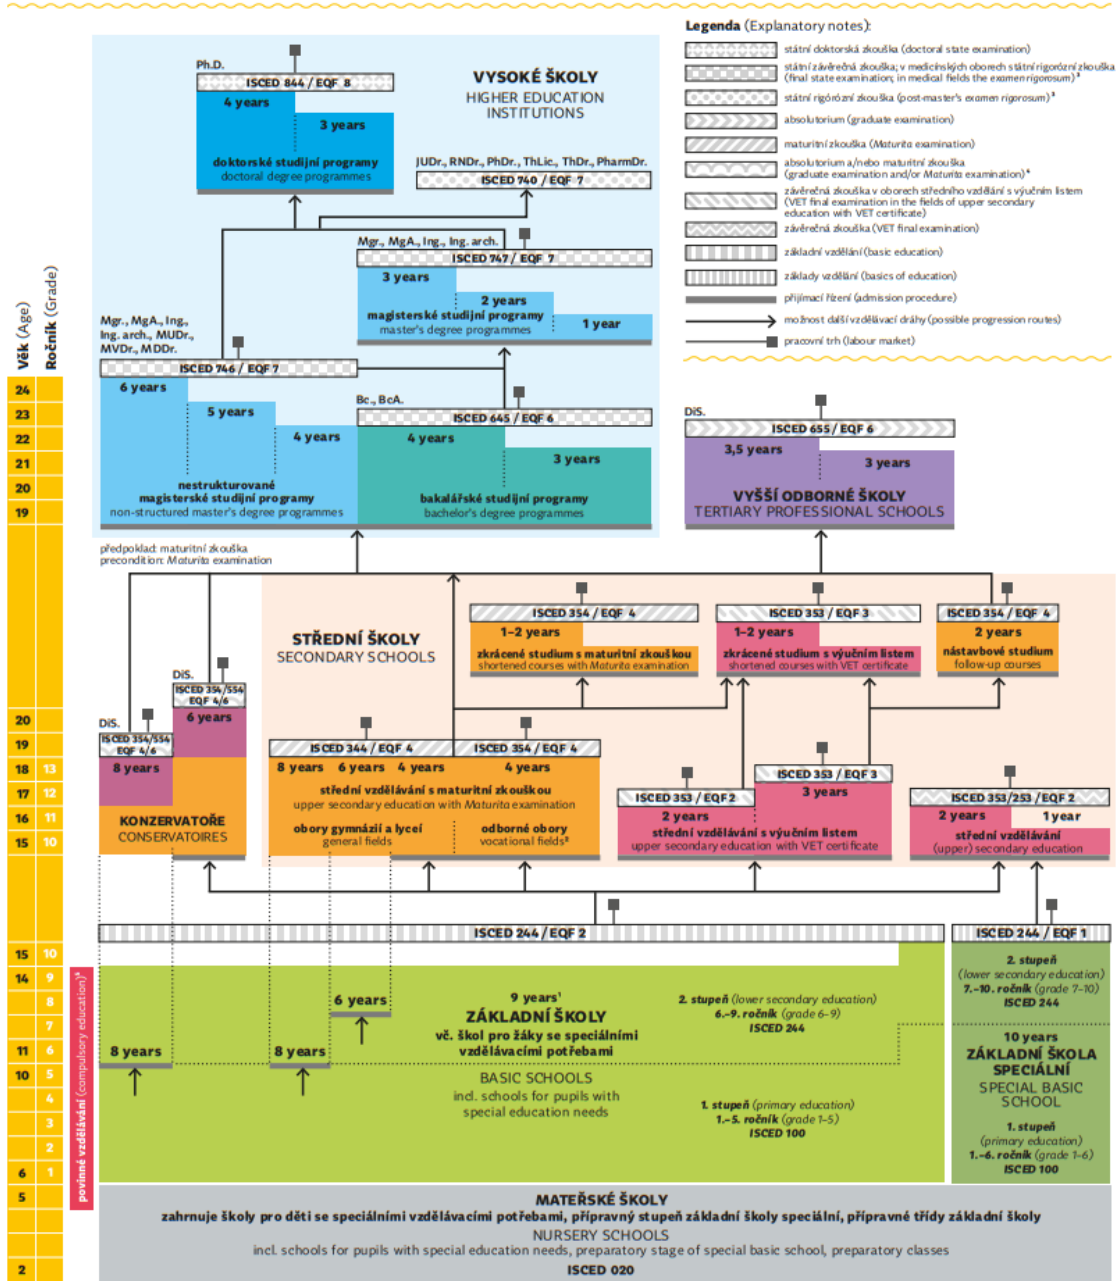 Legenda (Explanatory notes):
státní doktorská zkouška (doctoral state examination)
státní závěrečná zkouška; v medicínských oborech státní rigorózní zkouška
(final state examination; in medical fields the examen rigorosum)³
státní rigórózní zkouška (post-master's examen rigorosum)³
absolutorium (graduate examination)
maturitní zkouška (Maturita examination)
absolutorium a/nebo maturitní zkouška
(graduate examination and/or Maturita examination)⁴
závěrečná zkouška v oborech středního vzdělání s výučním listem
(VET final examination in the fields of upper secondary
education with VET certificate)
závěrečná zkouška (VET final examination)
základní vzdělání (basic education)
základy vzdělání (basics of education)
přijímací řízení (admission procedure)
možnost další vzdělávací dráhy (possible progression routes)
pracovní trh (labour market)
Ph.D.
ISCED 844 / EQF 8
4 years
3 years
doktorské studijní programy
doctoral degree programmes
VYSOKÉ ŠKOLY
HIGHER EDUCATION
INSTITUTIONS
JUDr., RNDr., PhDr., ThLic., ThDr., PharmDr.
ISCED 740 / EQF 7
Mgr., MgA., Ing., Ing. arch.
ISCED 747 / EQF 7
3 years
2 years
1 year
magisterské studijní programy
master's degree programmes
Mgr., MgA., Ing.,
Ing. arch., MUDr.,
MVDr., MDDr.
ISCED 746 / EQF 7
6 years
5 years
4 years
nestrukturované
magisterské studijní programy
non-structured master's degree programmes
Bc., BcA.
ISCED 645 / EQF 6
4 years
3 years
bakalářské studijní programy
bachelor's degree programmes
DiS.
ISCED 655 / EQF 6
3,5 years
3 years
VYŠŠÍ ODBORNÉ ŠKOLY
TERTIARY PROFESSIONAL SCHOOLS
předpoklad: maturitní zkouška
precondition: Maturita examination
Věk (Age)
Ročník (Grade)
24
23
22
21
20
19
20
19
18 13
17 12
16 11
15 10
15 10
14 9
8
7
11 6
10 5
4
3
2
6 1
5
2
povinné vzdělávání (compulsory education)⁵
STŘEDNÍ ŠKOLY
SECONDARY SCHOOLS
ISCED 354 / EQF 4
1–2 years
zkrácené studium s maturitní zkouškou
shortened courses with Maturita examination
ISCED 353 / EQF 3
1–2 years
zkrácené studium s výučním listem
shortened courses with VET certificate
ISCED 354 / EQF 4
2 years
nástavbové studium
follow-up courses
DiS.
ISCED 354/554
EQF 4/6
6 years
DiS.
ISCED 354/554
EQF 4/6
8 years
KONZERVATOŘE
CONSERVATOIRES
ISCED 344 / EQF 4
ISCED 354 / EQF 4
8 years 6 years 4 years
4 years
střední vzdělávání s maturitní zkouškou
upper secondary education with Maturita examination
obory gymnázií a lyceí
general fields
odborné obory
vocational fields²
ISCED 353 / EQF 2
2 years
ISCED 353 / EQF 3
3 years
střední vzdělávání s výučním listem
upper secondary education with VET certificate
ISCED 353/253 / EQF 2
2 years
1 year
střední vzdělávání
(upper) secondary education
ISCED 244 / EQF 2
ISCED 244 / EQF 1
8 years
8 years
6 years
9 years¹
ZÁKLADNÍ ŠKOLY
vč. škol pro žáky se speciálními
vzdělávacími potřebami
BASIC SCHOOLS
incl. schools for pupils with
special education needs
2. stupeň (lower secondary education)
6.–9. ročník (grade 6–9)
ISCED 244
1. stupeň (primary education)
1.–5. ročník (grade 1–5)
ISCED 100
2. stupeň
(lower secondary education)
7.–10. ročník (grade 7–10)
ISCED 244
10 years
ZÁKLADNÍ ŠKOLA
SPECIÁLNÍ
SPECIAL BASIC
SCHOOL
1. stupeň
(primary education)
1.–6. ročník (grade 1–6)
ISCED 100
MATEŘSKÉ ŠKOLY
zahrnuje školy pro děti se speciálními vzdělávacími potřebami, přípravný stupeň základní školy speciální, přípravné třídy základní školy
NURSERY SCHOOLS
incl. schools for pupils with special education needs, preparatory stage of special basic school, preparatory classes
ISCED 020